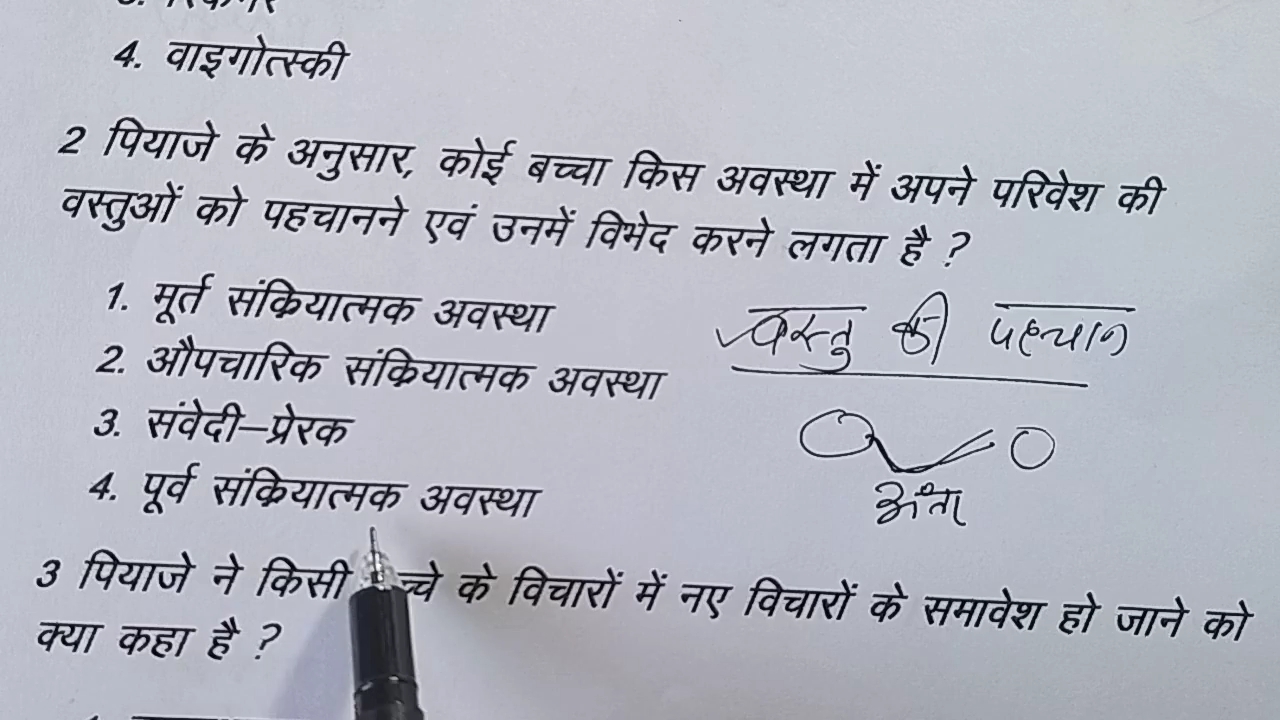 4. वाइगोत्स्की
2 पियाजे के अनुसार, कोई बच्चा किस अवस्था में अपने परिवेश की
वस्तुओं को पहचानने एवं उनमें विभेद करने लगता है ?
1. मूर्त संक्रियात्मक अवस्था
वस्तु की पहचान
2. औपचारिक संक्रियात्मक अवस्था
3. संवेदी–प्रेरक
4. पूर्व संक्रियात्मक अवस्था
3 पियाजे ने किसी के विचारों में नए विचारों के समावेश हो जाने को
क्या कहा है ?